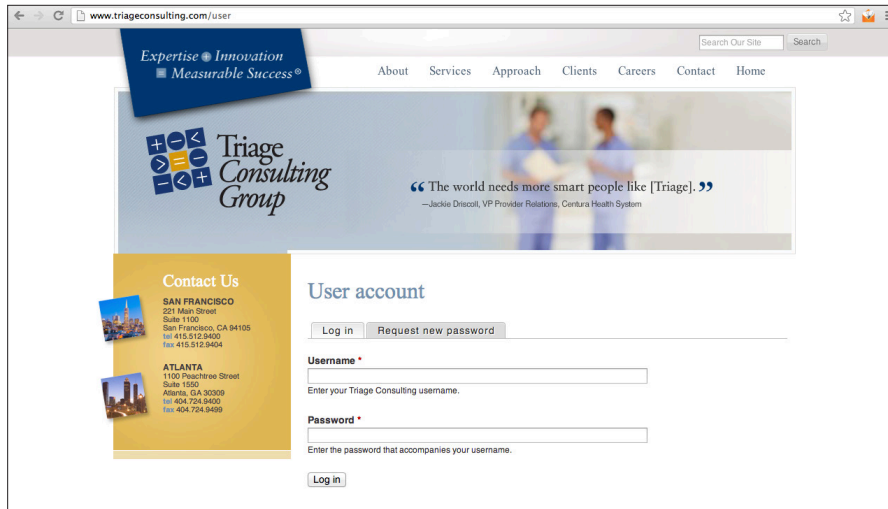 www.triageconsulting.com/user
Search Our Site
Search
Expertise + Innovation
= Measurable Success®
About Services Approach Clients Careers Contact Home
+ − <
> = −
− < +
Triage
Consulting
Group
“ The world needs more smart people like [Triage]. ”
—Jackie Driscoll, VP Provider Relations, Centura Health System
Contact Us
SAN FRANCISCO
221 Main Street
Suite 1100
San Francisco, CA 94105
tel 415.512.9400
fax 415.512.9404
ATLANTA
1100 Peachtree Street
Suite 1550
Atlanta, GA 30309
tel 404.724.9400
fax 404.724.9499
User account
Log in Request new password
Username *
Enter your Triage Consulting username.
Password *
Enter the password that accompanies your username.
Log in